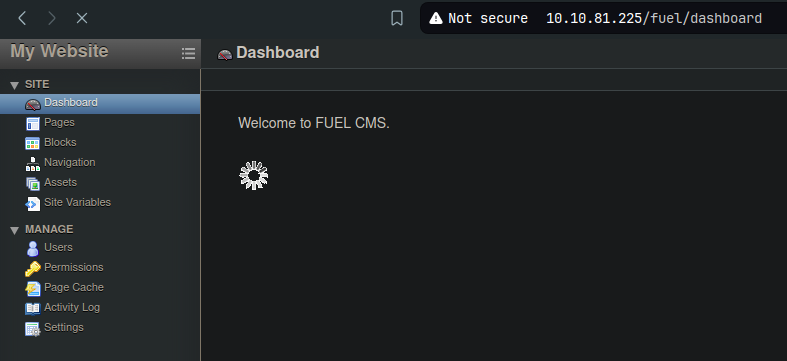 Not secure 10.10.81.225/fuel/dashboard
My Website
Dashboard
SITE
Dashboard
Pages
Blocks
Navigation
Assets
Site Variables
MANAGE
Users
Permissions
Page Cache
Activity Log
Settings
Welcome to FUEL CMS.